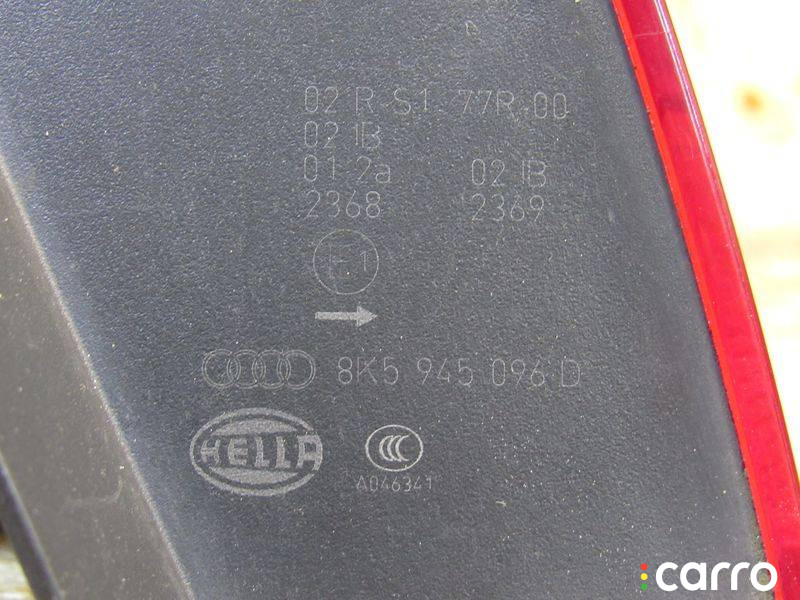 02 R S1 77R 00
02 IB
01 2a 02 IB
2368 2369
E1
8K5 945 096 D
HELLA
CCC
A046341
carro